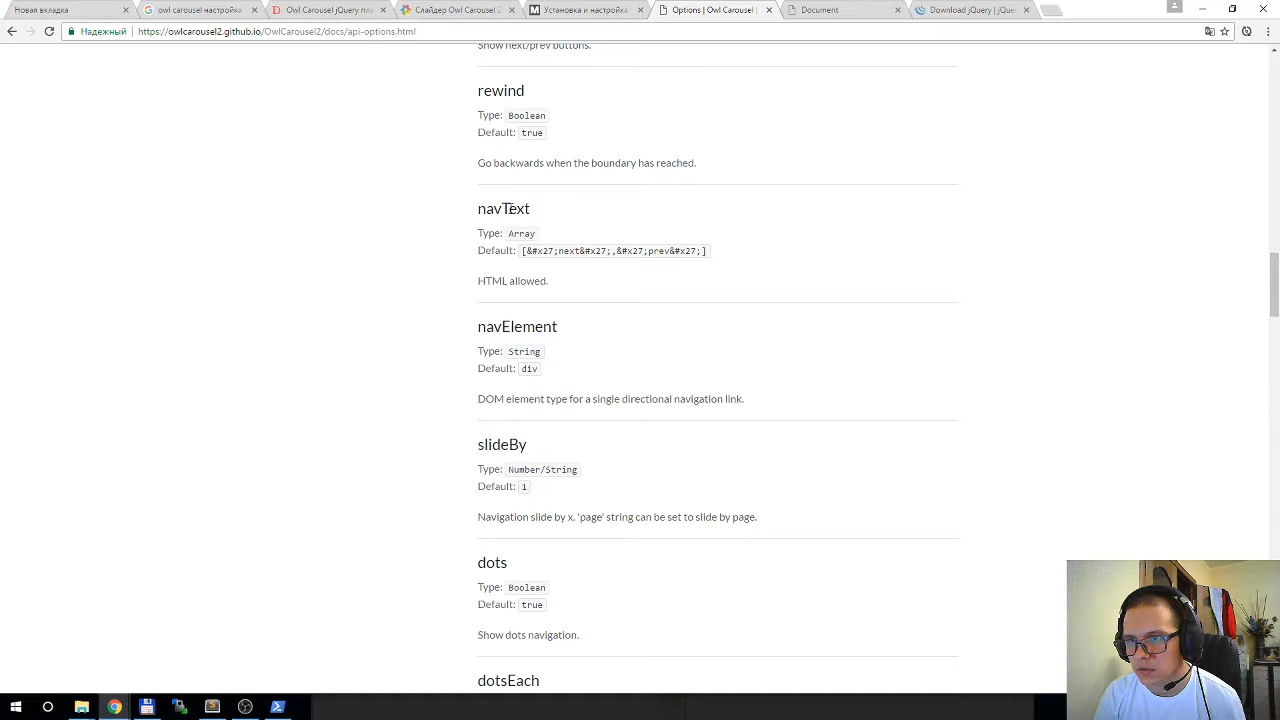 Новая вкладка
owl carousel настройка
Owl Carousel jQuery пла
Слайдер Owl Carousel 2
Установка и настройка
Options | Owl Carousel |
Document
Download jQuery | jQuer
Надежный
https://owlcarousel2.github.io/OwlCarousel2/docs/api-options.html
Show next/prev buttons.
rewind
Type: Boolean
Default: true
Go backwards when the boundary has reached.
navText
Type: Array
Default: [&#x27;next&#x27;,&#x27;prev&#x27;]
HTML allowed.
navElement
Type: String
Default: div
DOM element type for a single directional navigation link.
slideBy
Type: Number/String
Default: 1
Navigation slide by x. 'page' string can be set to slide by page.
dots
Type: Boolean
Default: true
Show dots navigation.
dotsEach